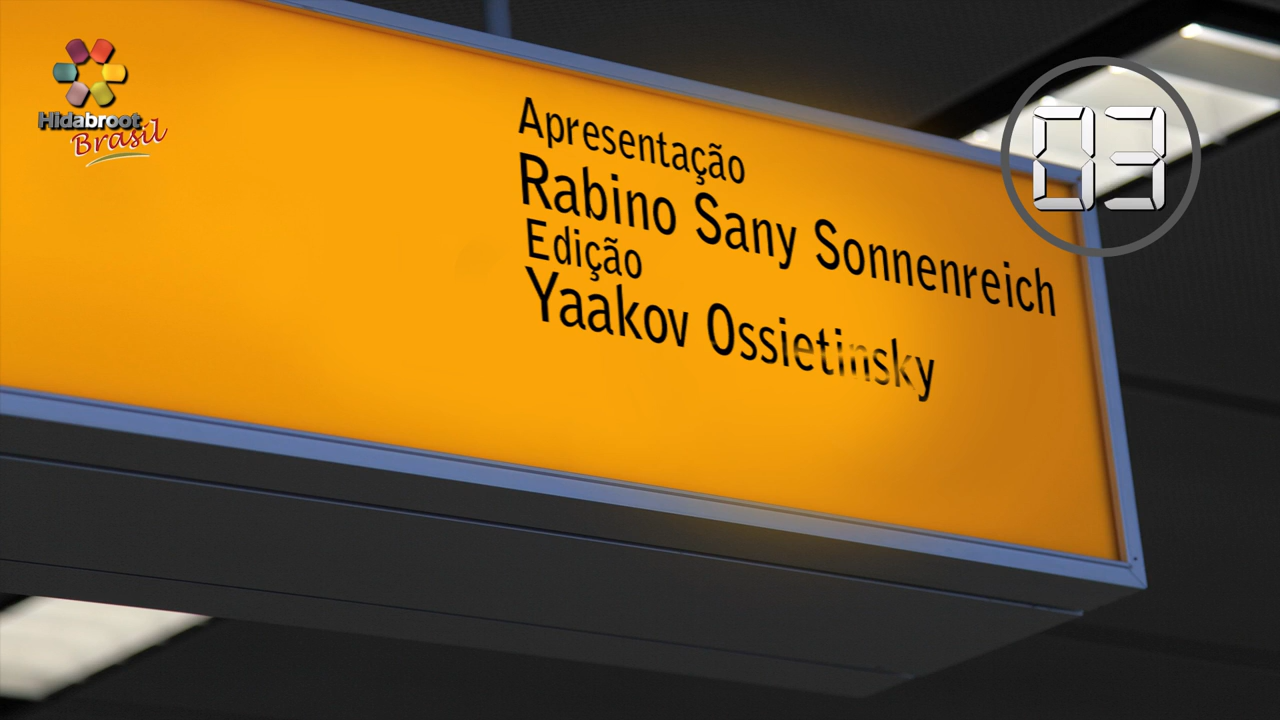 Hidabroot
Brasil
Apresentação
Rabino Sany Sonnenreich
Edição
Yaakov Ossietinsky
03